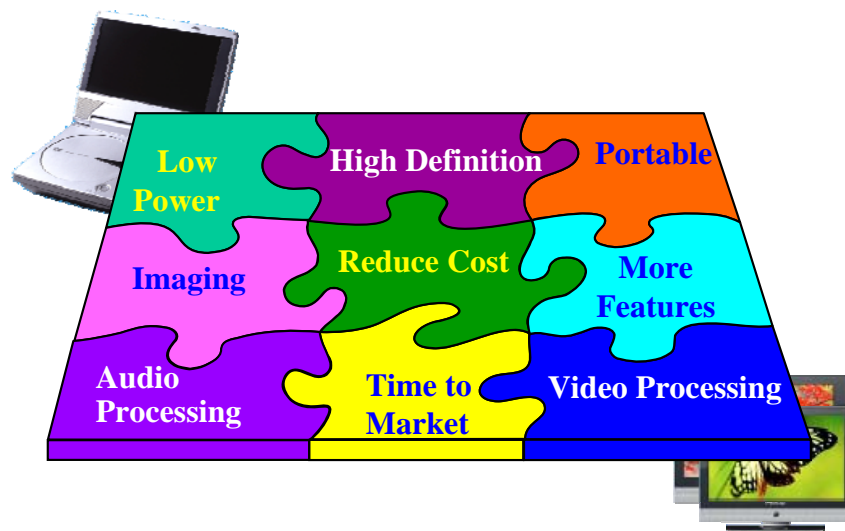 Low
Power
High Definition
Portable
Imaging
Reduce Cost
More
Features
Audio
Processing
Time to
Market
Video Processing